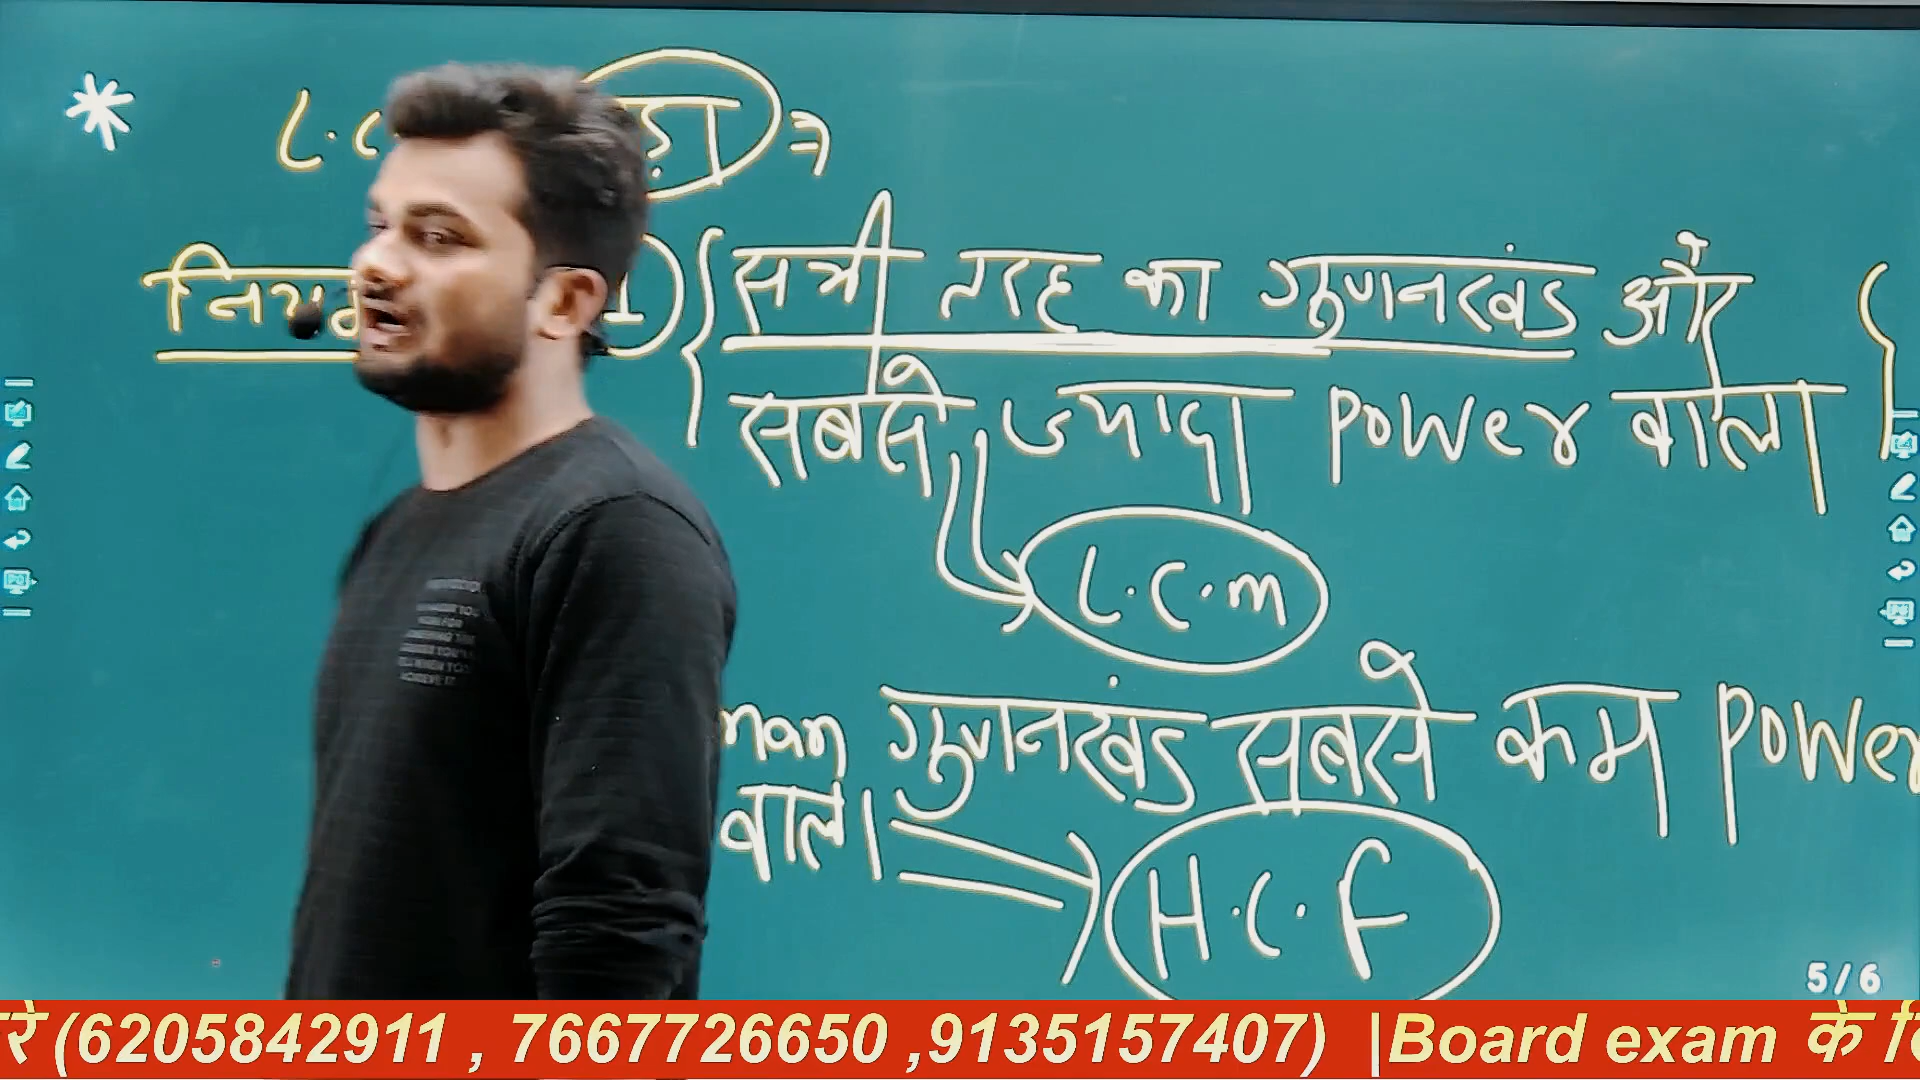 L.C
ड़ा ⇒
नियम 1
सभी तरह का गुणनखंड और
सबसे ज्यादा power वाला
L.C.M
man गुणनखंड सबसे कम power
वाला
H.C.F
5/6
रे (6205842911 , 7667726650 ,9135157407) |Board exam के